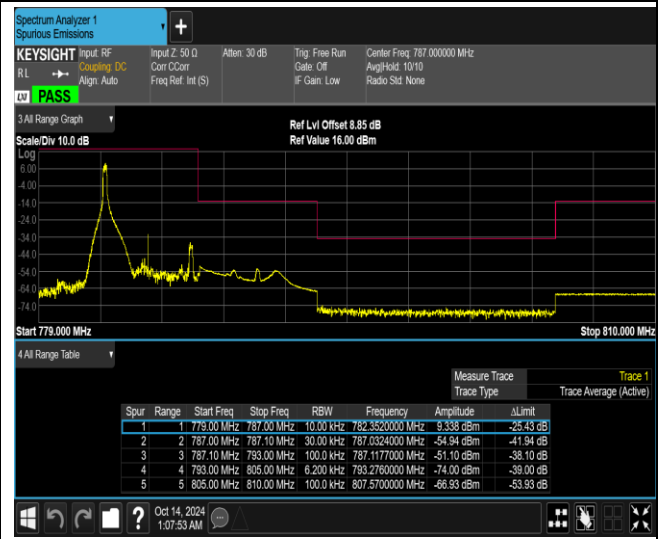 Spectrum Analyzer 1
Spurious Emissions
+
KEYSIGHT Input: RF Input Z: 50 Ω Atten: 30 dB Trig: Free Run Center Freq: 787.000000 MHz
RL Coupling: DC Corr CCorr Gate: Off Avg|Hold: 10/10
Align: Auto Freq Ref: Int (S) IF Gain: Low Radio Std: None
LXI PASS
3 All Range Graph
Ref Lvl Offset 8.85 dB
Scale/Div 10.0 dB Ref Value 16.00 dBm
Log
6.00
-4.00
-14.0
-24.0
-34.0
-44.0
-54.0
-64.0
-74.0
Start 779.000 MHz Stop 810.000 MHz
4 All Range Table
Measure Trace Trace 1
Trace Type Trace Average (Active)
Spur Range Start Freq Stop Freq RBW Frequency Amplitude ΔLimit
1 1 779.00 MHz 787.00 MHz 10.00 kHz 782.3520000 MHz 9.338 dBm -25.43 dB
2 2 787.00 MHz 787.10 MHz 30.00 kHz 787.0324000 MHz -54.94 dBm -41.94 dB
3 3 787.10 MHz 793.00 MHz 100.0 kHz 787.1177000 MHz -51.10 dBm -38.10 dB
4 4 793.00 MHz 805.00 MHz 6.200 kHz 793.2760000 MHz -74.00 dBm -39.00 dB
5 5 805.00 MHz 810.00 MHz 100.0 kHz 807.5700000 MHz -66.93 dBm -53.93 dB
? Oct 14, 2024
1:07:53 AM